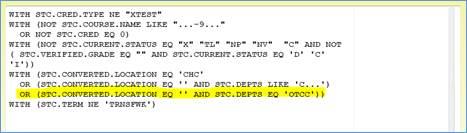 WITH STC.CRED.TYPE NE "XTEST"
WITH (NOT STC.COURSE.NAME LIKE "...-9..."
OR NOT STC.CRED EQ 0)
WITH (NOT STC.CURRENT.STATUS EQ "X" "TL" "NP" "NV" "C" AND NOT
( STC.VERIFIED.GRADE EQ "" AND STC.CURRENT.STATUS EQ 'D' 'C'
'I'))
WITH (STC.CONVERTED.LOCATION EQ 'CHC'
OR (STC.CONVERTED.LOCATION EQ '' AND STC.DEPTS LIKE 'C...')
OR (STC.CONVERTED.LOCATION EQ '' AND STC.DEPTS EQ 'OTCC'))
WITH (STC.TERM NE 'TRNSFWK')